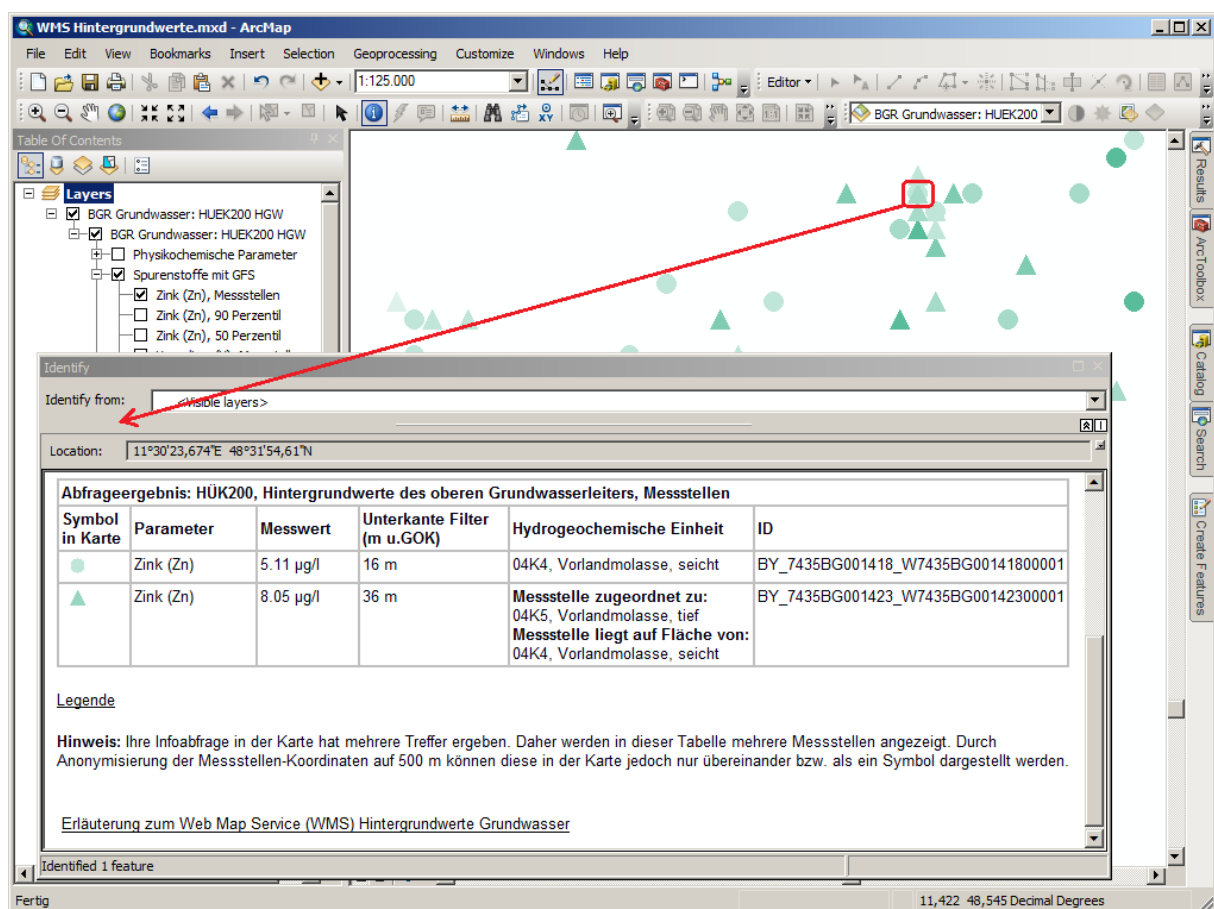 WMS Hintergrundwerte.mxd - ArcMap
File Edit View Bookmarks Insert Selection Geoprocessing Customize Windows Help
1:125.000
Editor
BGR Grundwasser: HUEK200
Table Of Contents
Layers
BGR Grundwasser: HUEK200 HGW
BGR Grundwasser: HUEK200 HGW
Physikochemische Parameter
Spurenstoffe mit GFS
Zink (Zn), Messstellen
Zink (Zn), 90 Perzentil
Zink (Zn), 50 Perzentil
Results
ArcToolbox
Catalog
Search
Create Features
Identify
Identify from: <Visible layers>
Location: 11°30'23,674"E 48°31'54,61"N
Abfrageergebnis: HÜK200, Hintergrundwerte des oberen Grundwasserleiters, Messstellen
Symbol in Karte
Parameter
Messwert
Unterkante Filter (m u.GOK)
Hydrogeochemische Einheit
ID
Zink (Zn) 5.11 µg/l 16 m 04K4, Vorlandmolasse, seicht BY_7435BG001418_W7435BG00141800001
Zink (Zn) 8.05 µg/l 36 m Messstelle zugeordnet zu: BY_7435BG001423_W7435BG00142300001
04K5, Vorlandmolasse, tief
Messstelle liegt auf Fläche von:
04K4, Vorlandmolasse, seicht
Legende
Hinweis: Ihre Infoabfrage in der Karte hat mehrere Treffer ergeben. Daher werden in dieser Tabelle mehrere Messstellen angezeigt. Durch
Anonymisierung der Messstellen-Koordinaten auf 500 m können diese in der Karte jedoch nur übereinander bzw. als ein Symbol dargestellt werden.
Erläuterung zum Web Map Service (WMS) Hintergrundwerte Grundwasser
Identified 1 feature
Fertig
11,422 48,545 Decimal Degrees